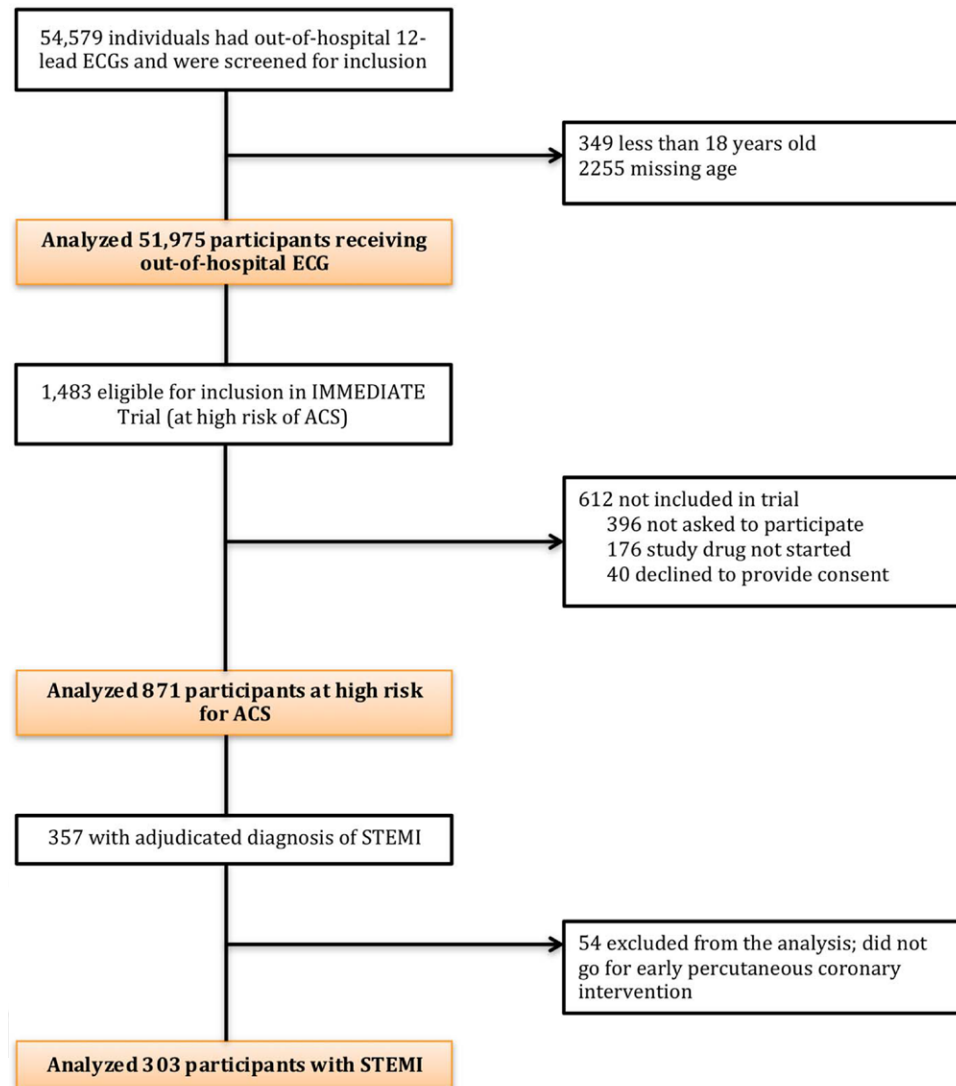 54,579 individuals had out-of-hospital 12-
lead ECGs and were screened for inclusion
349 less than 18 years old
2255 missing age
Analyzed 51,975 participants receiving
out-of-hospital ECG
1,483 eligible for inclusion in IMMEDIATE
Trial (at high risk of ACS)
612 not included in trial
396 not asked to participate
176 study drug not started
40 declined to provide consent
Analyzed 871 participants at high risk
for ACS
357 with adjudicated diagnosis of STEMI
54 excluded from the analysis; did not
go for early percutaneous coronary
intervention
Analyzed 303 participants with STEMI